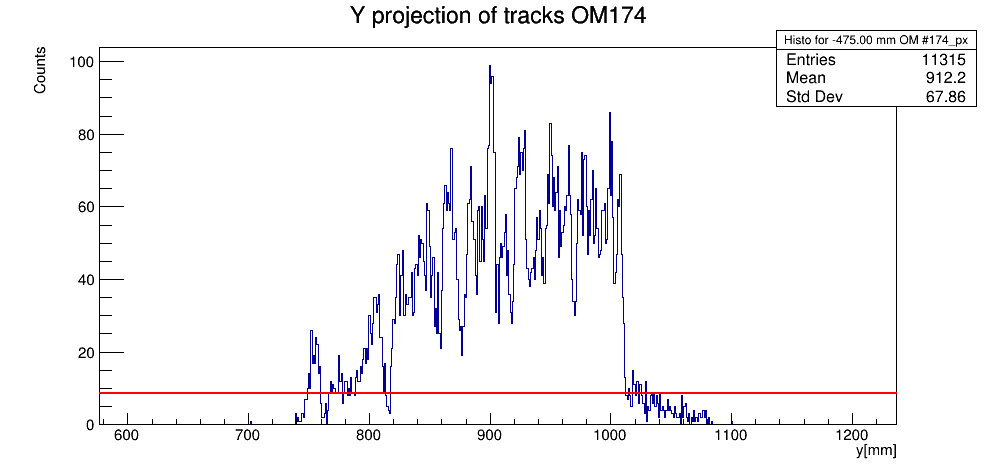 Y projection of tracks OM174
Histo for -475.00 mm OM #174_px
Entries 11315
Mean 912.2
Std Dev 67.86
Counts
100
80
60
40
20
0
600 700 800 900 1000 1100 1200
y[mm]